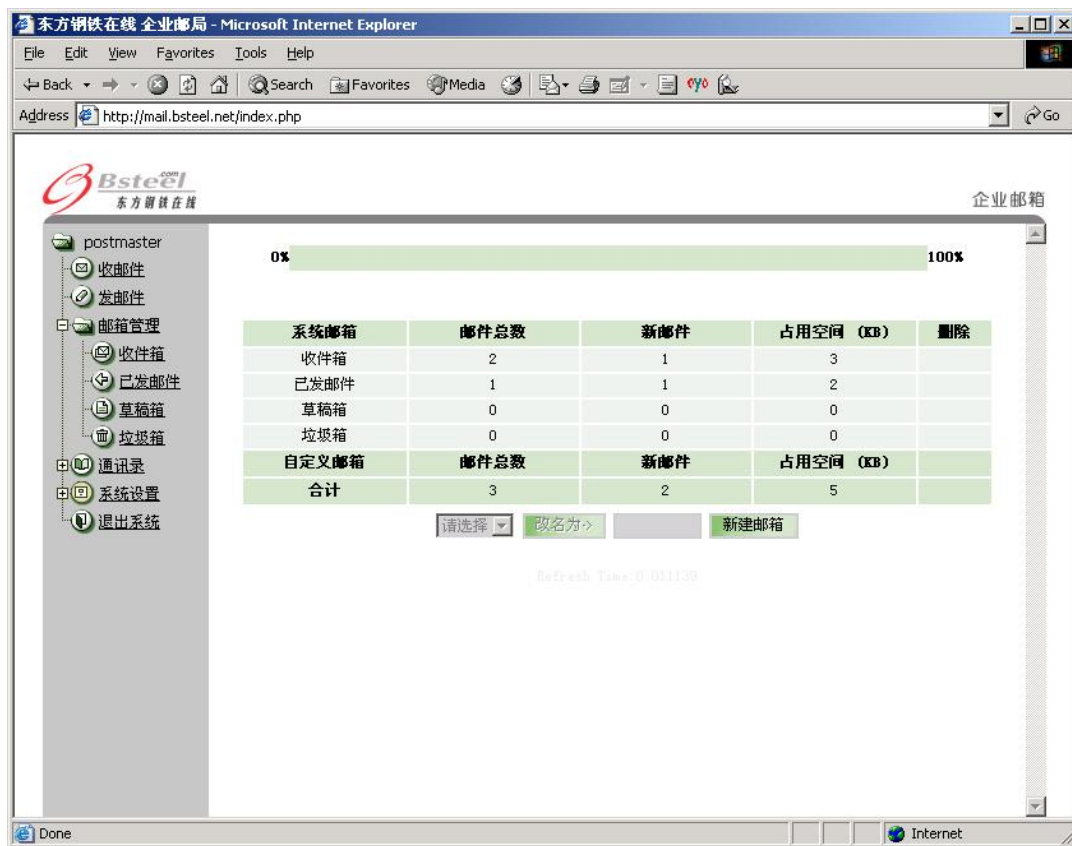 东方钢铁在线 企业邮局 - Microsoft Internet Explorer
File Edit View Favorites Tools Help
Back Search Favorites Media
Address http://mail.bsteel.net/index.php Go
Bsteel .com
东方钢铁在线
企业邮箱
postmaster
收邮件
发邮件
邮箱管理
收件箱
已发邮件
草稿箱
垃圾箱
通讯录
系统设置
退出系统
0% 100%
系统邮箱 邮件总数 新邮件 占用空间 (KB) 删除
收件箱 2 1 3
已发邮件 1 1 2
草稿箱 0 0 0
垃圾箱 0 0 0
自定义邮箱 邮件总数 新邮件 占用空间 (KB)
合计 3 2 5
请选择 改名为-> 新建邮箱
Refresh Time:0.011139
Done Internet